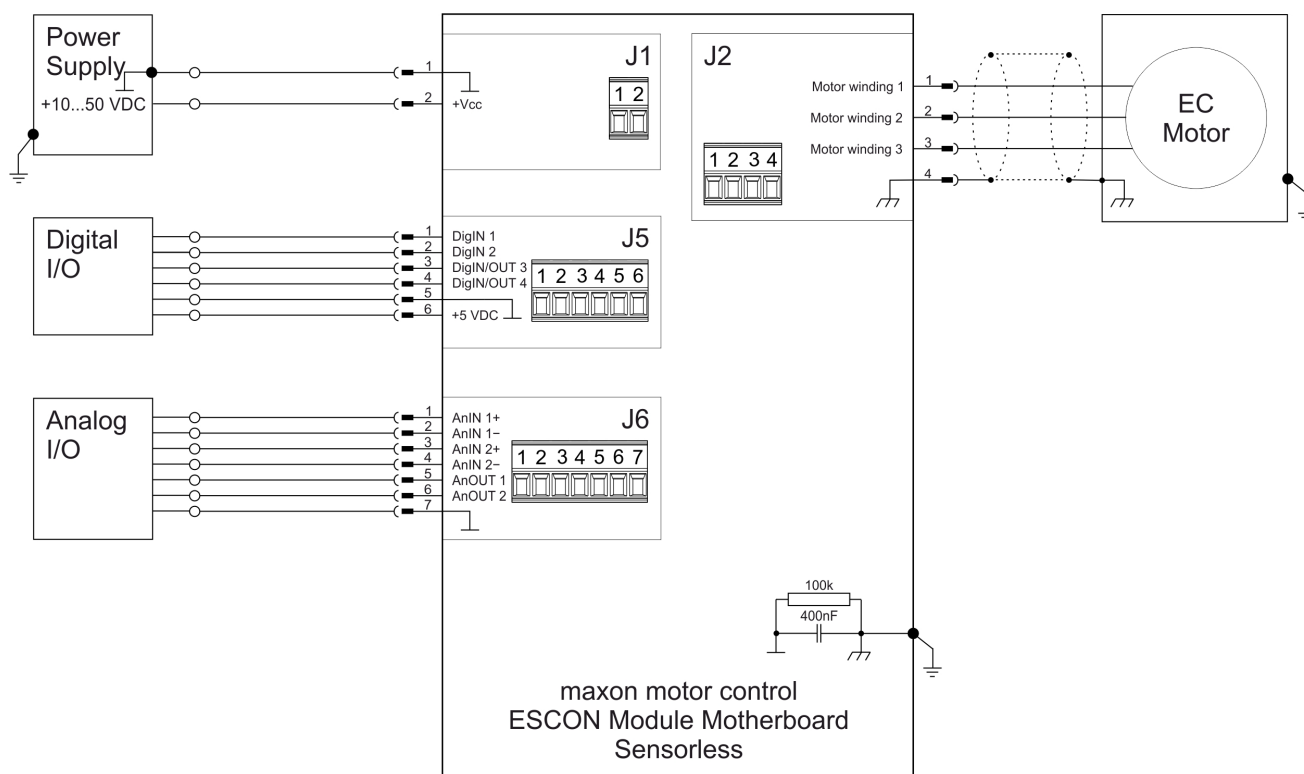 Power
Supply
+10...50 VDC
1
2
+Vcc
J1
1 2
J2
Motor winding 1
Motor winding 2
Motor winding 3
1
2
3
4
1 2 3 4
EC
Motor
Digital
I/O
1
2
3
4
5
6
DigIN 1
DigIN 2
DigIN/OUT 3
DigIN/OUT 4
+5 VDC
J5
1 2 3 4 5 6
Analog
I/O
1
2
3
4
5
6
7
AnIN 1+
AnIN 1−
AnIN 2+
AnIN 2−
AnOUT 1
AnOUT 2
J6
1 2 3 4 5 6 7
100k
400nF
maxon motor control
ESCON Module Motherboard
Sensorless